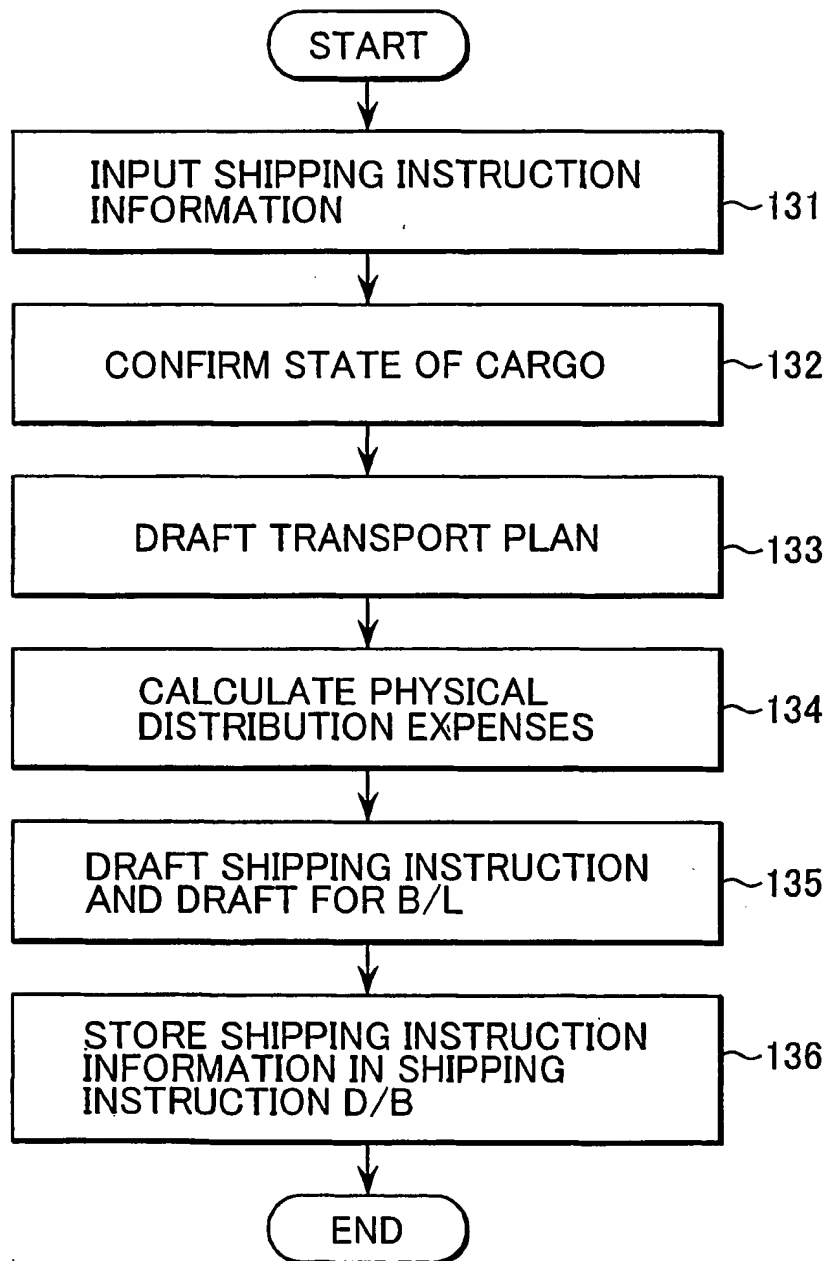 START
INPUT SHIPPING INSTRUCTION
INFORMATION
131
CONFIRM STATE OF CARGO
132
DRAFT TRANSPORT PLAN
133
CALCULATE PHYSICAL
DISTRIBUTION EXPENSES
134
DRAFT SHIPPING INSTRUCTION
AND DRAFT FOR B/L
135
STORE SHIPPING INSTRUCTION
INFORMATION IN SHIPPING
INSTRUCTION D/B
136
END